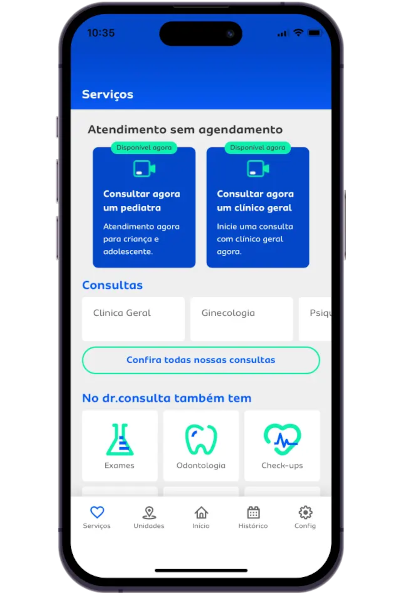 10:35
Serviços
Atendimento sem agendamento
Disponível agora
Disponível agora
Consultar agora
um pediatra
Atendimento agora
para criança e
adolescente.
Consultar agora
um clínico geral
Inicie uma consulta
com clínico geral
agora.
Consultas
Clinica Geral
Ginecologia
Psiqu
Confira todas nossas consultas
No dr.consulta também tem
Exames
Odontologia
Check-ups
Serviços
Unidades
Início
Histórico
Config